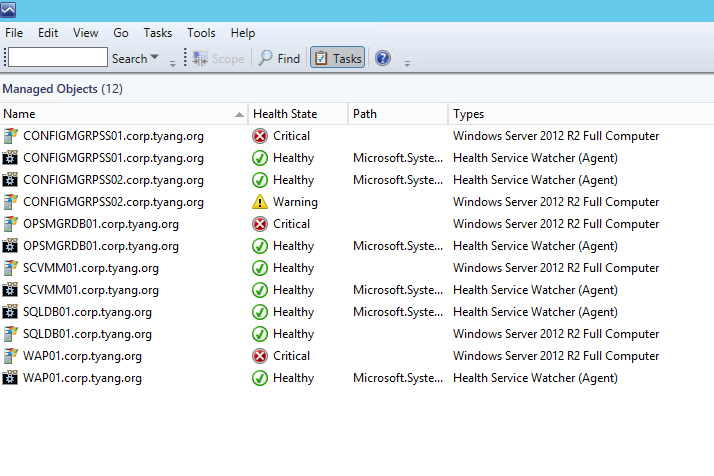 File Edit View Go Tasks Tools Help
Search Scope Find Tasks
Managed Objects (12)
Name Health State Path Types
CONFIGMGRPSS01.corp.tyang.org Critical Windows Server 2012 R2 Full Computer
CONFIGMGRPSS01.corp.tyang.org Healthy Microsoft.Syste... Health Service Watcher (Agent)
CONFIGMGRPSS02.corp.tyang.org Healthy Microsoft.Syste... Health Service Watcher (Agent)
CONFIGMGRPSS02.corp.tyang.org Warning Windows Server 2012 R2 Full Computer
OPSMGRDB01.corp.tyang.org Critical Windows Server 2012 R2 Full Computer
OPSMGRDB01.corp.tyang.org Healthy Microsoft.Syste... Health Service Watcher (Agent)
SCVMM01.corp.tyang.org Healthy Windows Server 2012 R2 Full Computer
SCVMM01.corp.tyang.org Healthy Microsoft.Syste... Health Service Watcher (Agent)
SQLDB01.corp.tyang.org Healthy Microsoft.Syste... Health Service Watcher (Agent)
SQLDB01.corp.tyang.org Healthy Windows Server 2012 R2 Full Computer
WAP01.corp.tyang.org Critical Windows Server 2012 R2 Full Computer
WAP01.corp.tyang.org Healthy Microsoft.Syste... Health Service Watcher (Agent)